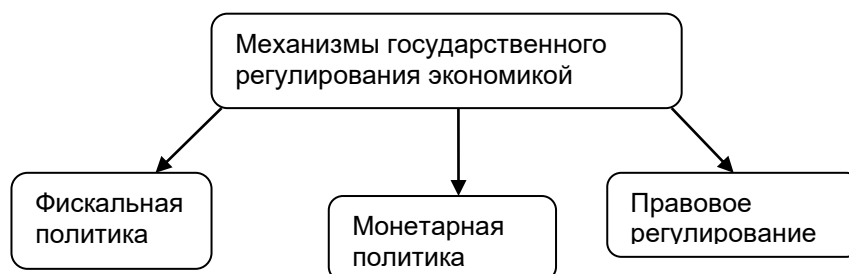 Механизмы государственного
регулирования экономикой
Фискальная
политика
Монетарная
политика
Правовое
регулирование